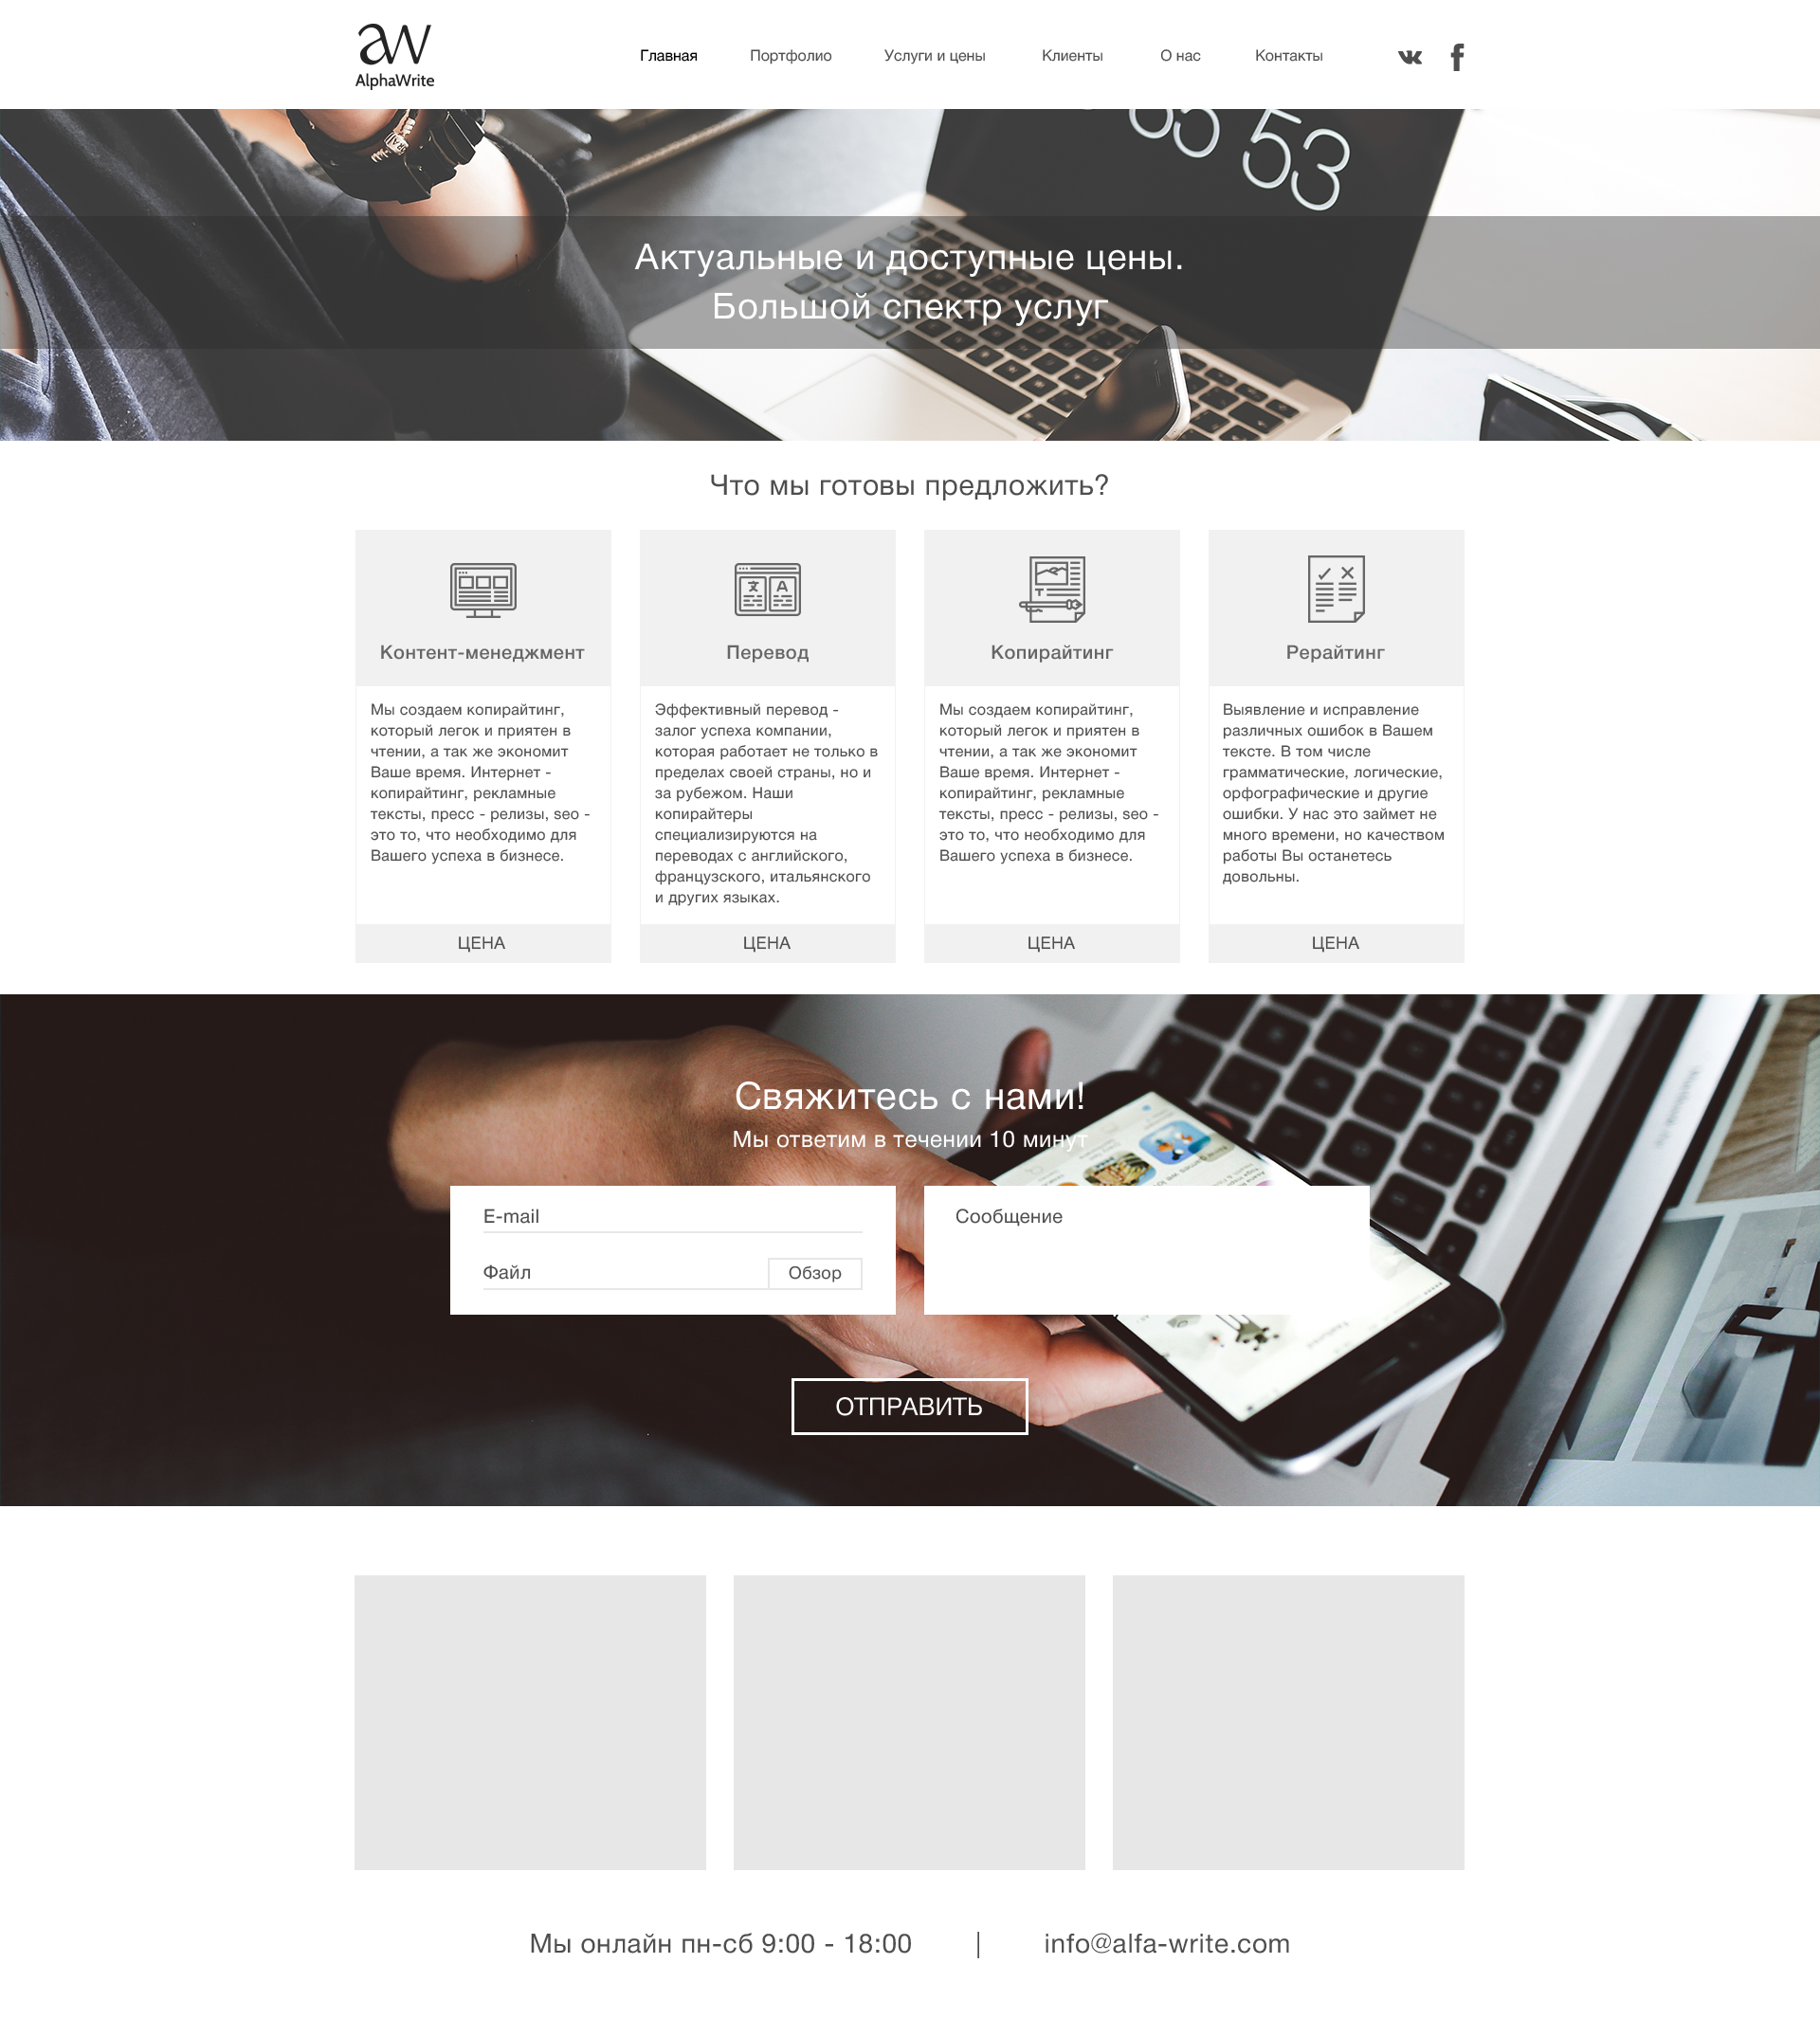 aw
AlphaWrite
Главная Портфолио Услуги и цены Клиенты О нас Контакты
53
Актуальные и доступные цены.
Большой спектр услуг
Что мы готовы предложить?
Контент-менеджмент
Мы создаем копирайтинг,
который легок и приятен в
чтении, а так же экономит
Ваше время. Интернет -
копирайтинг, рекламные
тексты, пресс - релизы, seo -
это то, что необходимо для
Вашего успеха в бизнесе.
ЦЕНА
Перевод
Эффективный перевод -
залог успеха компании,
которая работает не только в
пределах своей страны, но и
за рубежом. Наши
копирайтеры
специализируются на
переводах с английского,
французского, итальянского
и других языках.
ЦЕНА
Копирайтинг
Мы создаем копирайтинг,
который легок и приятен в
чтении, а так же экономит
Ваше время. Интернет -
копирайтинг, рекламные
тексты, пресс - релизы, seo -
это то, что необходимо для
Вашего успеха в бизнесе.
ЦЕНА
Рерайтинг
Выявление и исправление
различных ошибок в Вашем
тексте. В том числе
грамматические, логические,
орфографические и другие
ошибки. У нас это займет не
много времени, но качеством
работы Вы останетесь
довольны.
ЦЕНА
Свяжитесь с нами!
Мы ответим в течении 10 минут
E-mail
Файл Обзор
Сообщение
ОТПРАВИТЬ
Мы онлайн пн-сб 9:00 - 18:00 | info@alfa-write.com